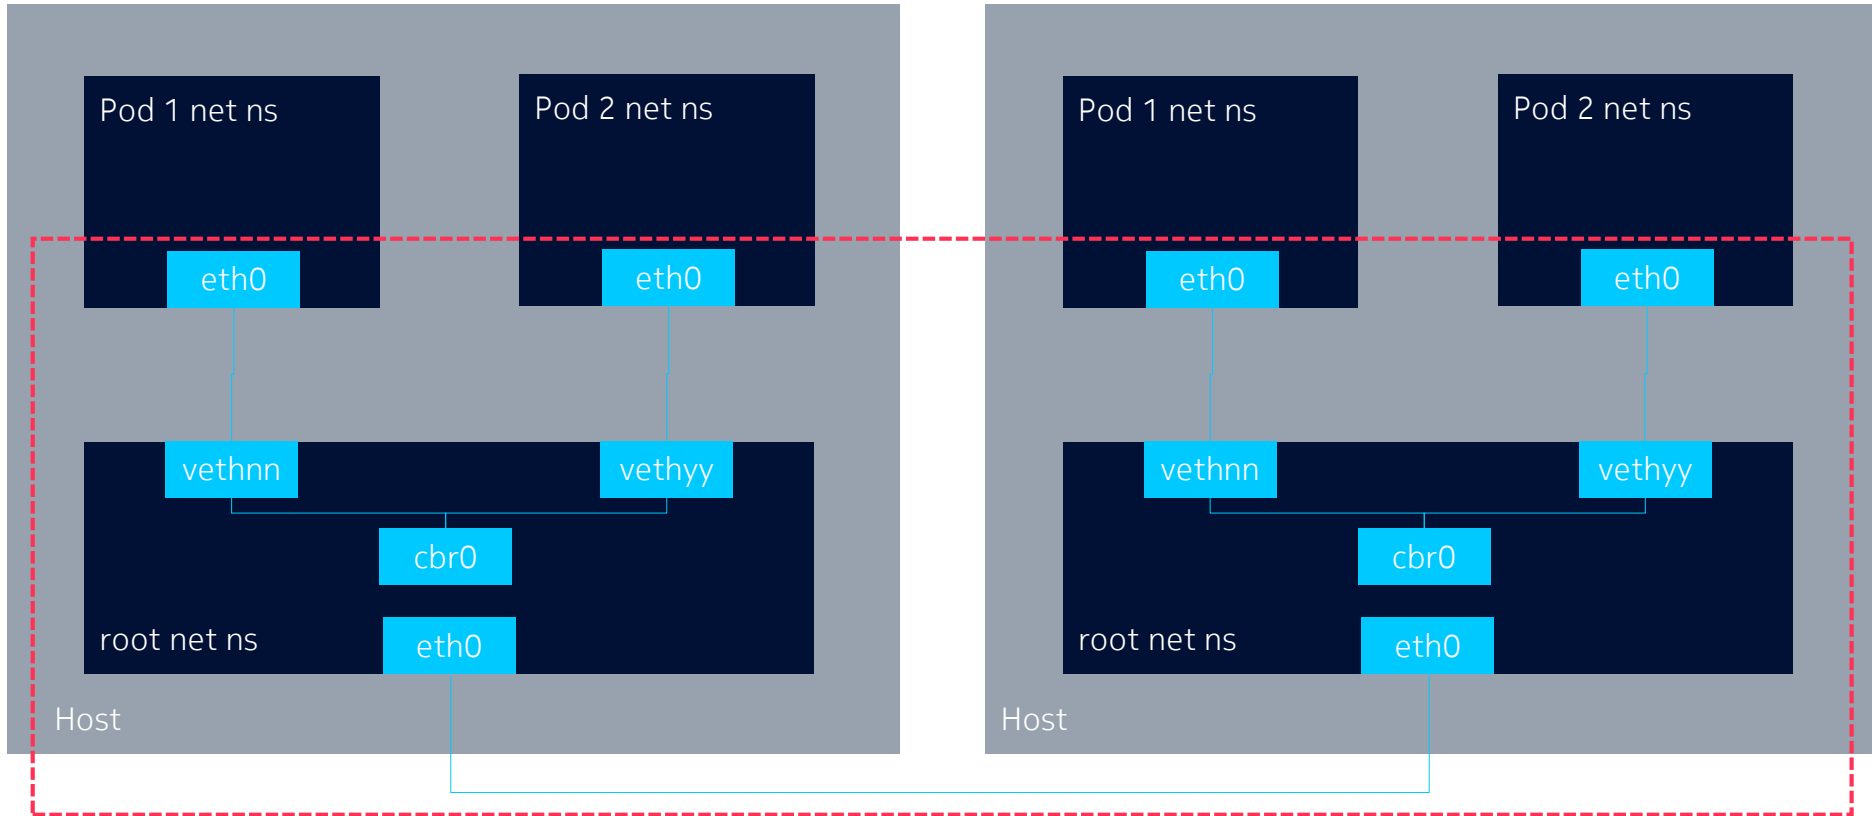 Pod 1 net ns
eth0
Pod 2 net ns
eth0
vethnn
vethyy
cbr0
root net ns
eth0
Host
Pod 1 net ns
eth0
Pod 2 net ns
eth0
vethnn
vethyy
cbr0
root net ns
eth0
Host